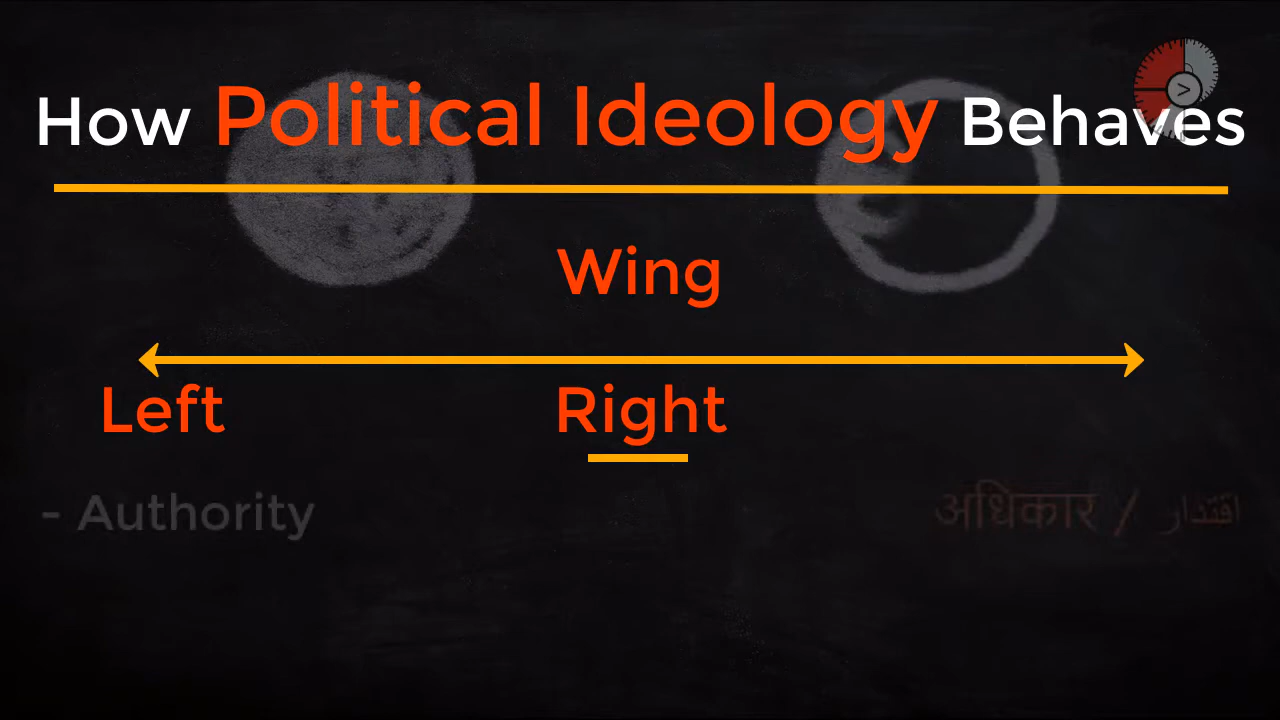 How Political Ideology Behaves
Wing
Left Right
- Authority अधिकार / اقتدار